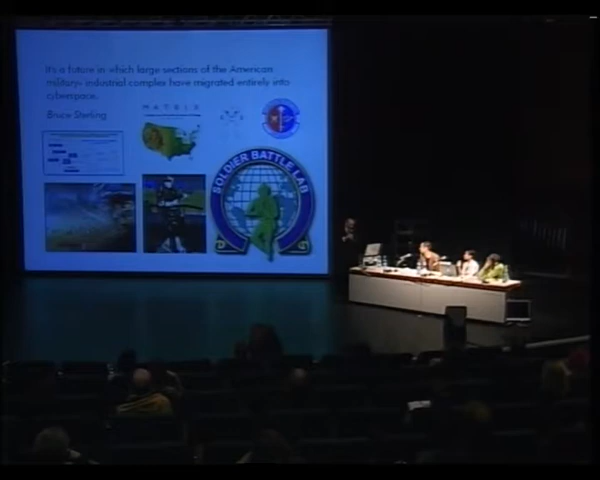 It's a future in which large sections of the American
military- industrial complex have migrated entirely into
cyberspace.
Bruce Sterling
MATRIX
SOLDIER BATTLE LAB